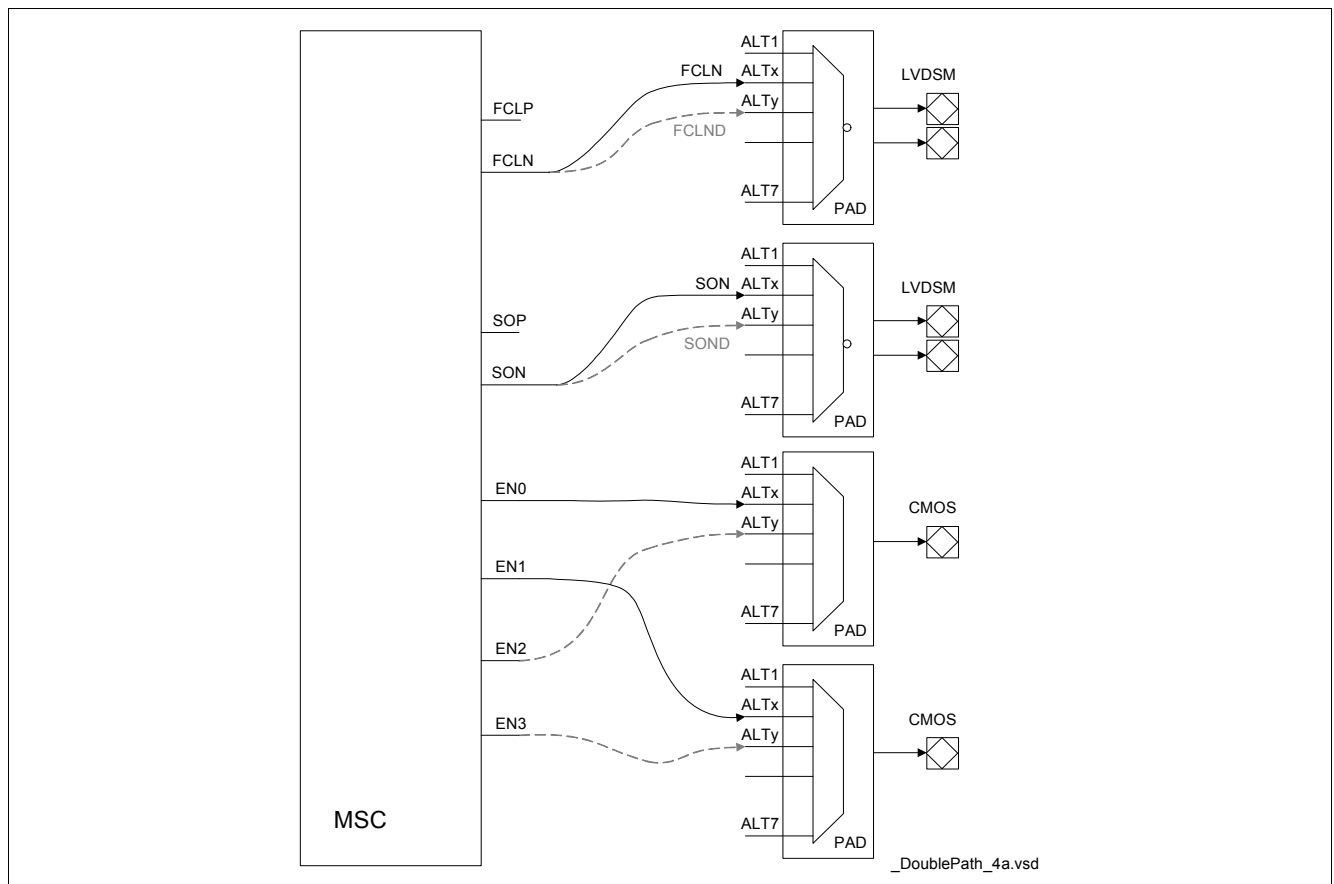 ALT1
FCLN
ALTx
LVDSM
FCLP
ALTy
FCLND
FCLN
ALT7
PAD
ALT1
SON
ALTx
LVDSM
SOP
ALTy
SOND
SON
ALT7
PAD
ALT1
EN0
ALTx
CMOS
ALTy
EN1
ALT7
PAD
EN2
ALT1
ALTx
EN3
CMOS
ALTy
MSC
ALT7
PAD
_DoublePath_4a.vsd